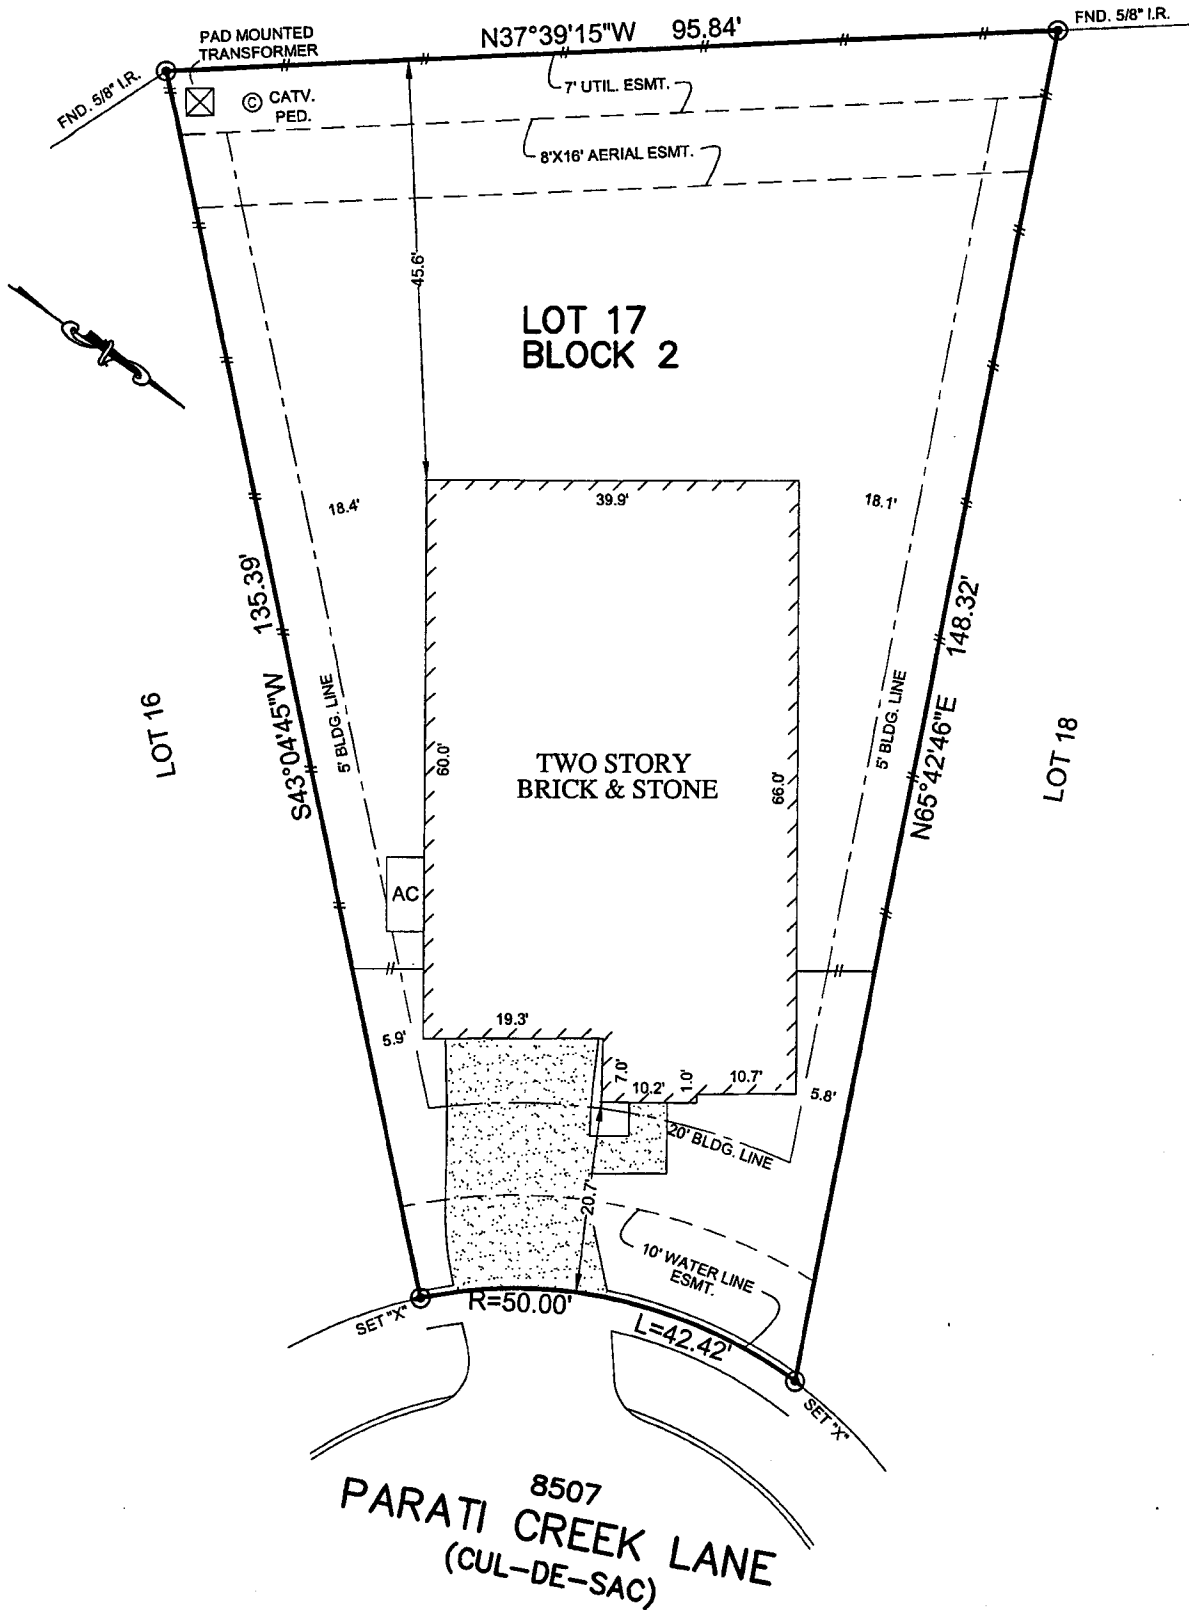 FND. 5/8" I.R.
N37°39'15"W 95.84'
PAD MOUNTED
TRANSFORMER
FND. 5/8" I.R.
© CATV.
PED.
7' UTIL. ESMT.
8'X16' AERIAL ESMT.
45.6'
LOT 17
BLOCK 2
18.4'
39.9'
18.1'
135.39'
148.32'
LOT 16
S43°04'45"W
5' BLDG. LINE
60.0'
TWO STORY
BRICK & STONE
66.0'
5' BLDG. LINE
N65°42'46"E
LOT 18
AC
19.3'
5.9'
7.0'
10.2'
1.0'
10.7'
5.8'
20' BLDG. LINE
20.7'
10' WATER LINE
ESMT.
SET "X"
R=50.00'
L=42.42'
SET "X"
8507
PARATI CREEK LANE
(CUL-DE-SAC)